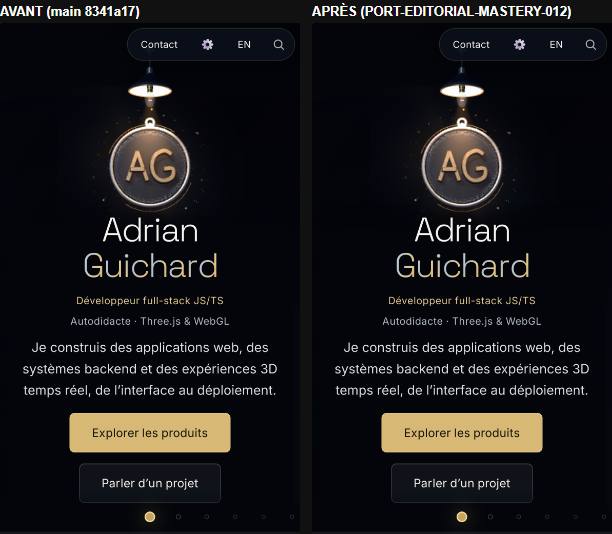 AVANT (main 8341a17)
Contact EN
AG
Adrian
Guichard
Développeur full-stack JS/TS
Autodidacte · Three.js & WebGL
Je construis des applications web, des
systèmes backend et des expériences 3D
temps réel, de l’interface au déploiement.
Explorer les produits
Parler d’un projet
APRÈS (PORT-EDITORIAL-MASTERY-012)
Contact EN
AG
Adrian
Guichard
Développeur full-stack JS/TS
Autodidacte · Three.js & WebGL
Je construis des applications web, des
systèmes backend et des expériences 3D
temps réel, de l’interface au déploiement.
Explorer les produits
Parler d’un projet